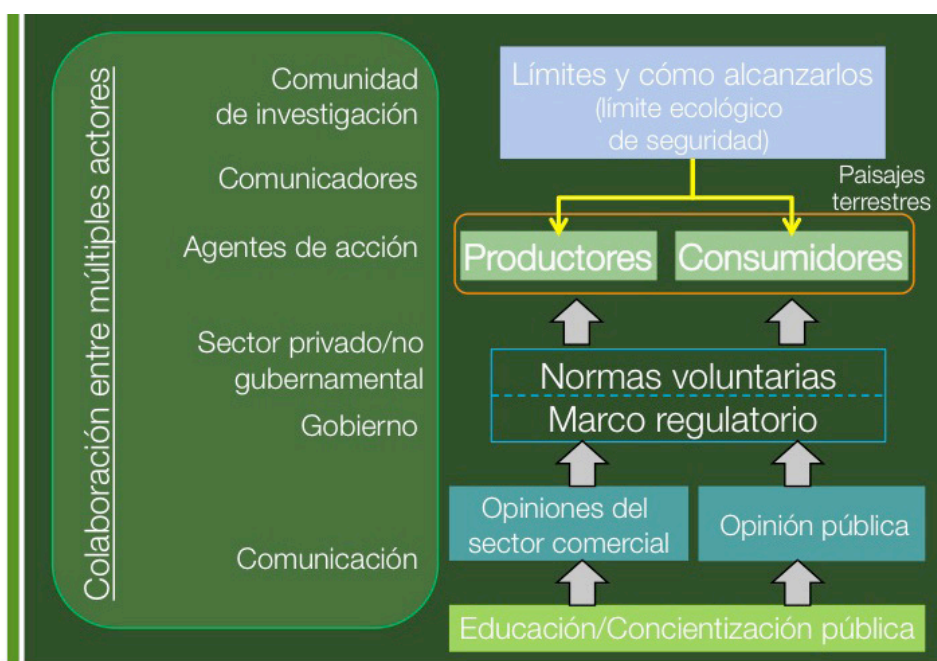 Colaboración entre múltiples actores
Comunidad
de investigación
Comunicadores
Agentes de acción
Sector privado/no
gubernamental
Gobierno
Comunicación
Límites y cómo alcanzarlos
(límite ecológico
de seguridad)
Paisajes
terrestres
Productores
Consumidores
Normas voluntarias
Marco regulatorio
Opiniones del
sector comercial
Opinión pública
Educación/Concientización pública